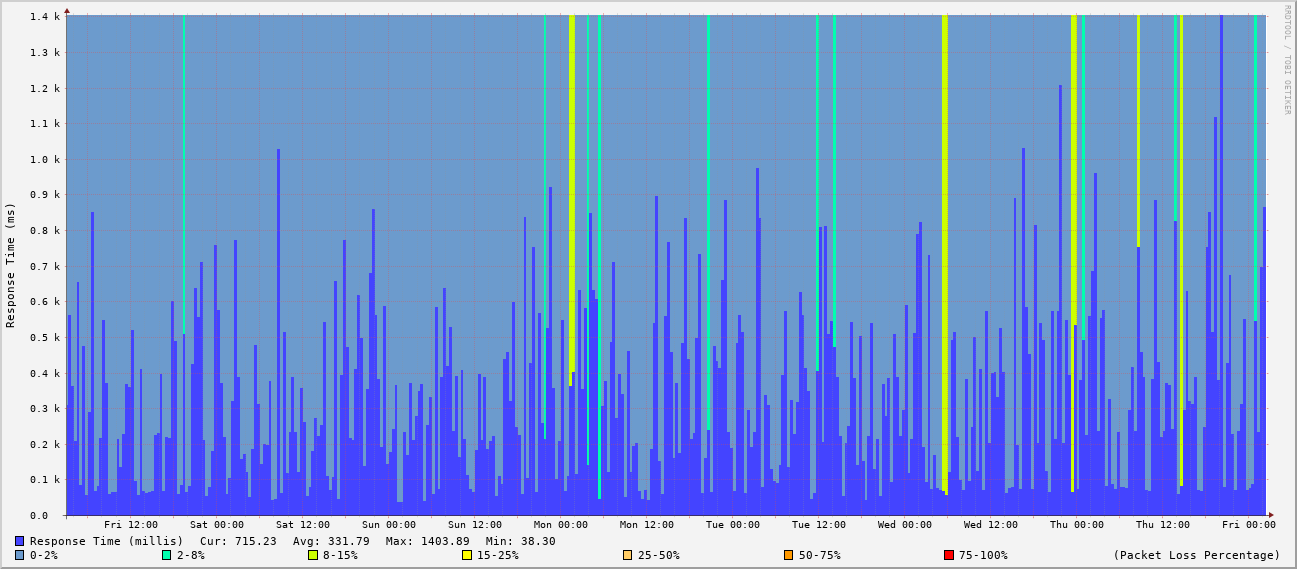 RRDTOOL / TOBI OETIKER
Response Time (ms)
1.4 k
1.3 k
1.2 k
1.1 k
1.0 k
0.9 k
0.8 k
0.7 k
0.6 k
0.5 k
0.4 k
0.3 k
0.2 k
0.1 k
0.0
Fri 12:00 Sat 00:00 Sat 12:00 Sun 00:00 Sun 12:00 Mon 00:00 Mon 12:00 Tue 00:00 Tue 12:00 Wed 00:00 Wed 12:00 Thu 00:00 Thu 12:00 Fri 00:00
Response Time (millis) Cur: 715.23 Avg: 331.79 Max: 1403.89 Min: 38.30
0-2% 2-8% 8-15% 15-25% 25-50% 50-75% 75-100% (Packet Loss Percentage)